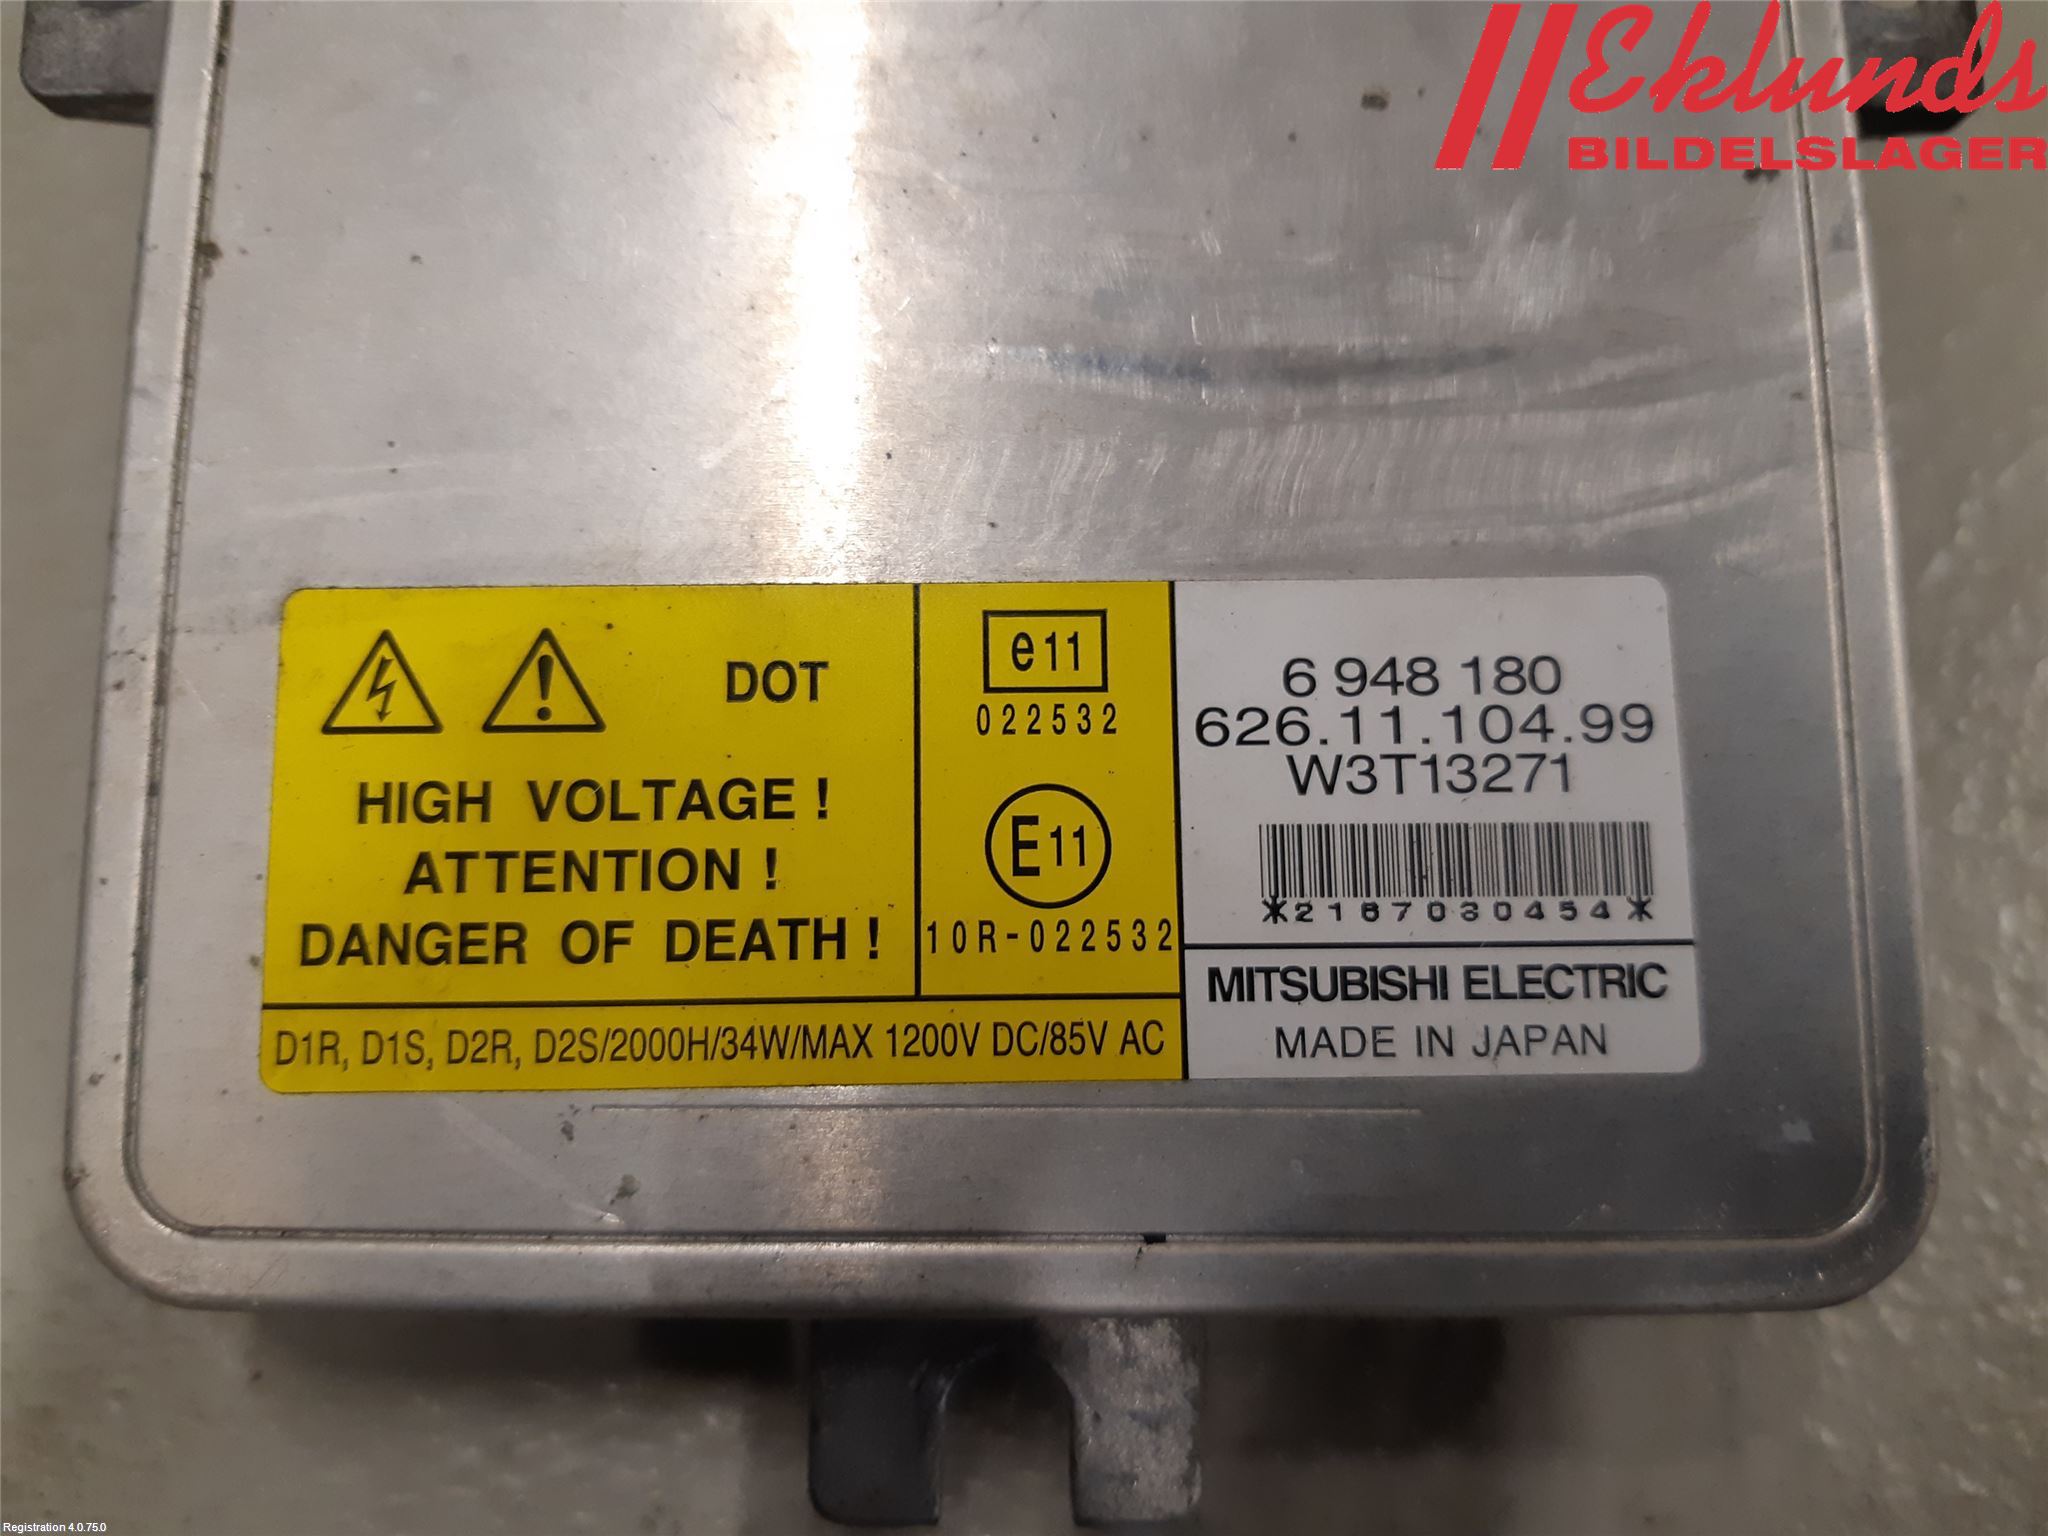 Eklunds
BILDELSLAGER
DOT
HIGH VOLTAGE !
ATTENTION !
DANGER OF DEATH !
e11
022532
E11
10R-022532
6 948 180
626.11.104.99
W3T13271
*2167030454*
MITSUBISHI ELECTRIC
MADE IN JAPAN
D1R, D1S, D2R, D2S/2000H/34W/MAX 1200V DC/85V AC
Registration 4.0.75.0